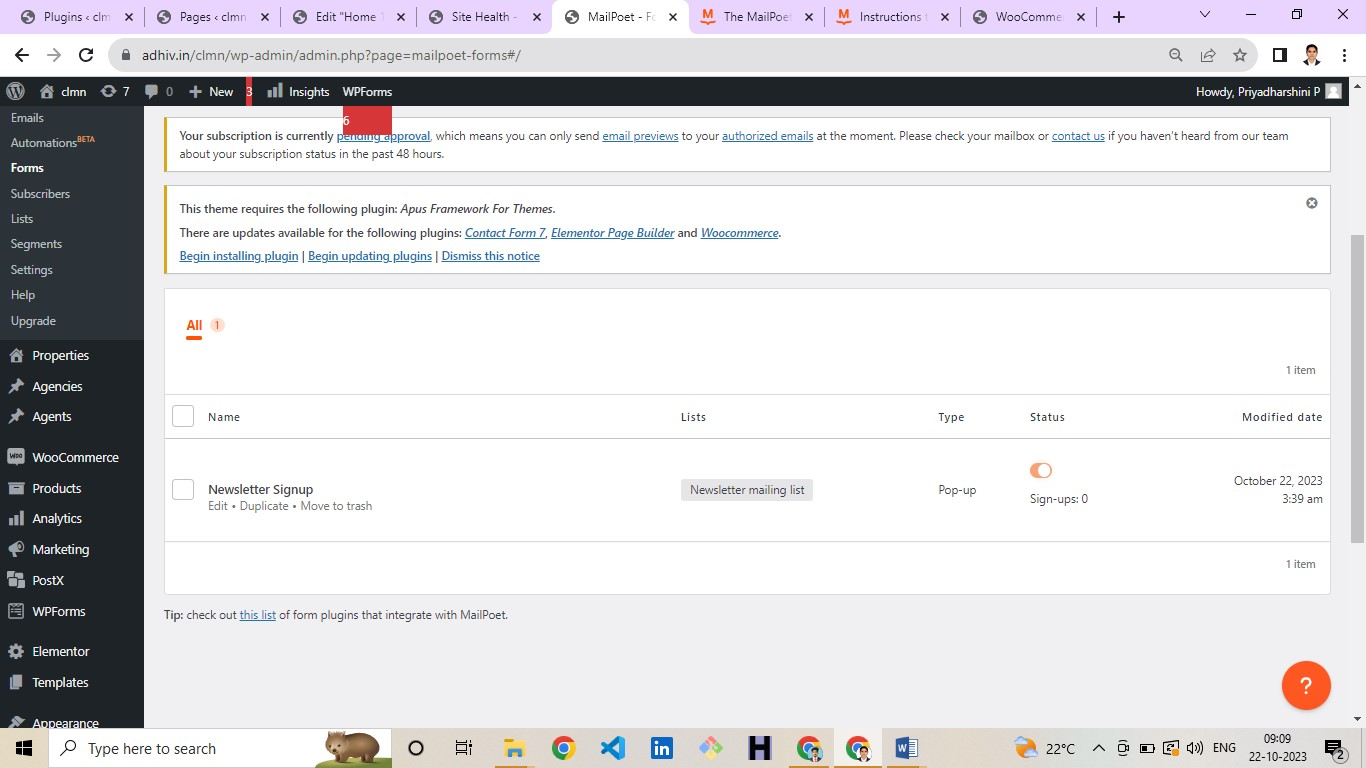 Plugins ‹ clm
Pages ‹ clmn
Edit "Home
Site Health -
MailPoet - Fo
The MailPoet
Instructions
WooComme
adhiv.in/clmn/wp-admin/admin.php?page=mailpoet-forms#/
clmn
7
0
New
3
Insights
WPForms
6
Howdy, Priyadharshini P
Emails
Automations BETA
Forms
Subscribers
Lists
Segments
Settings
Help
Upgrade
Properties
Agencies
Agents
WooCommerce
Products
Analytics
Marketing
PostX
WPForms
Elementor
Templates
Appearance
Your subscription is currently pending approval, which means you can only send email previews to your authorized emails at the moment. Please check your mailbox or contact us if you haven't heard from our team
about your subscription status in the past 48 hours.
This theme requires the following plugin: Apus Framework For Themes.
There are updates available for the following plugins: Contact Form 7, Elementor Page Builder and Woocommerce.
Begin installing plugin | Begin updating plugins | Dismiss this notice
All 1
1 item
Name Lists Type Status Modified date
Newsletter Signup
Edit • Duplicate • Move to trash
Newsletter mailing list
Pop-up
Sign-ups: 0
October 22, 2023
3:39 am
1 item
Tip: check out this list of form plugins that integrate with MailPoet.
?
Type here to search
22°C
ENG
09:09
22-10-2023
2